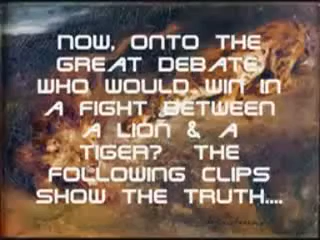 NOW, ONTO THE
GREAT DEBATE
WHO WOULD WIN IN
A FIGHT BETWEEN
A LION & A
TIGER? THE
FOLLOWING CLIPS
SHOW THE TRUTH....